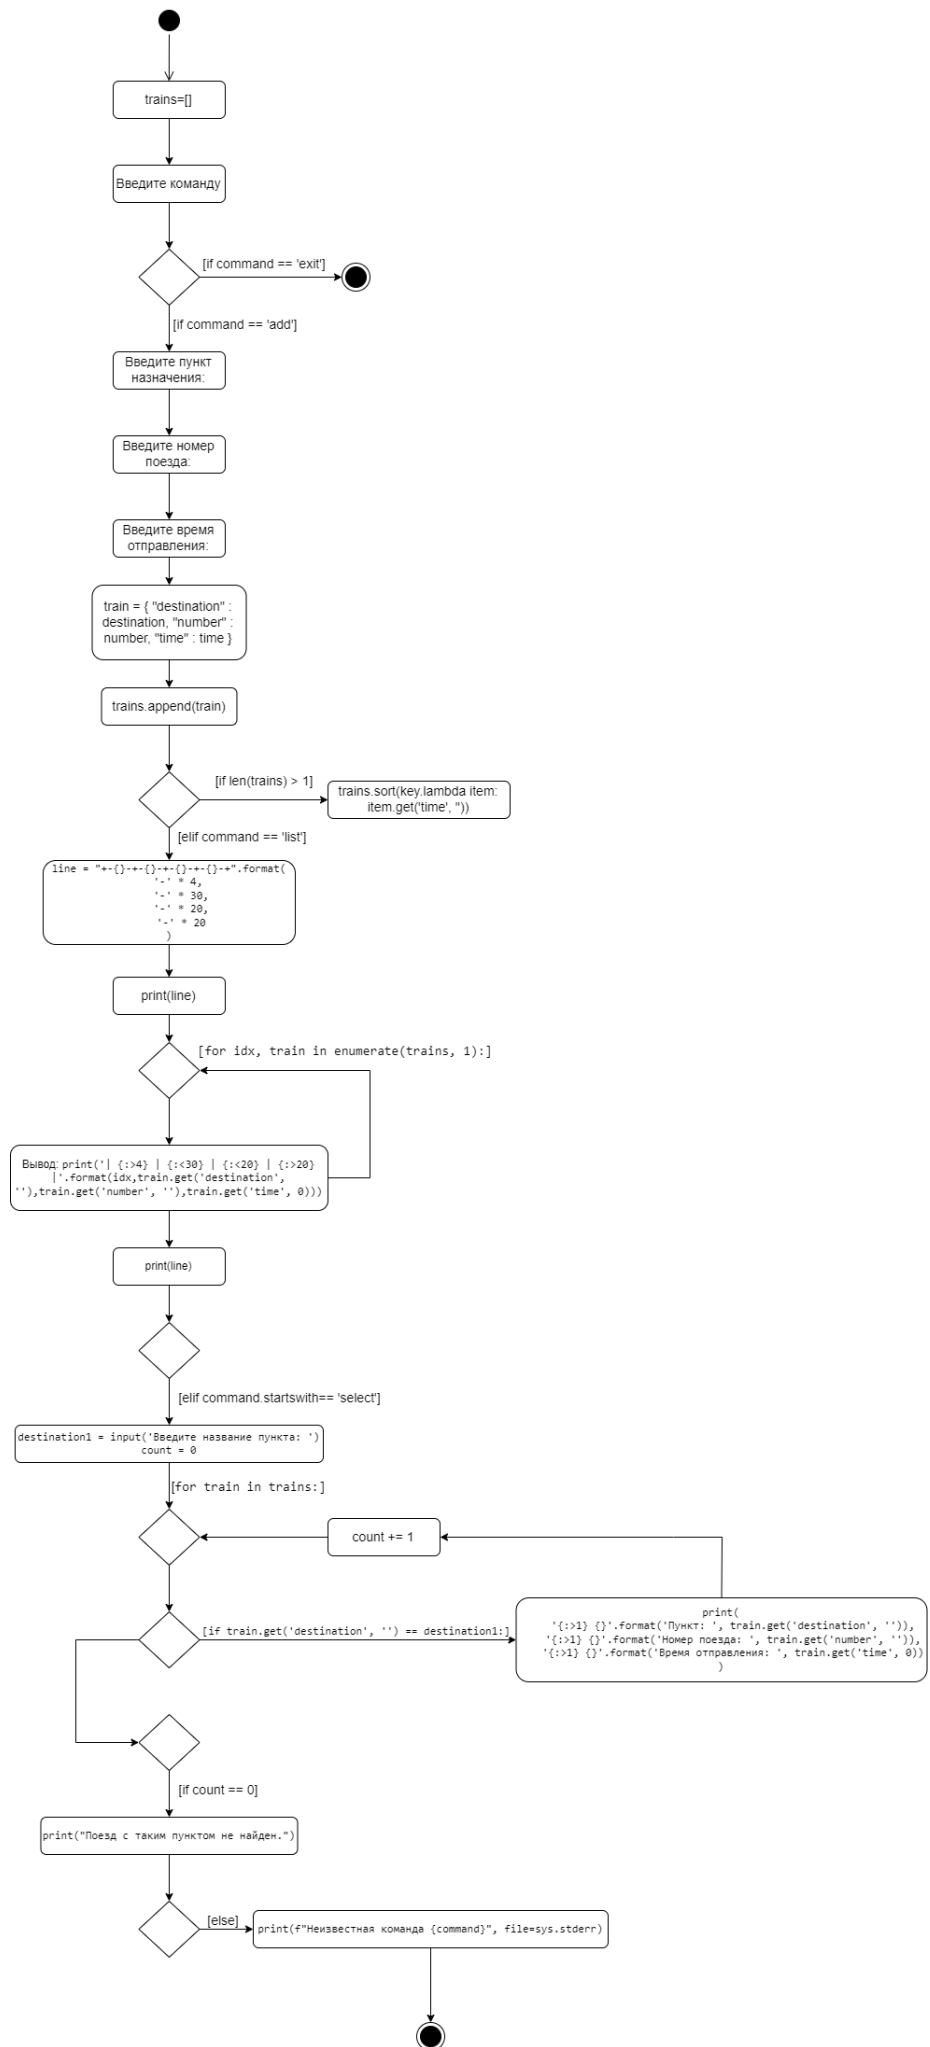 trains=[]
Введите команду
[if command == 'exit']
[if command == 'add']
Введите пункт
назначения:
Введите номер
поезда:
Введите время
отправления:
train = { "destination" :
destination, "number" :
number, "time" : time }
trains.append(train)
[if len(trains) > 1]
trains.sort(key.lambda item:
item.get('time', ''))
[elif command == 'list']
line = "+-{}-+-{}-+-{}-+-{}-+".format(
'-' * 4,
'-' * 30,
'-' * 20,
'-' * 20
)
print(line)
[for idx, train in enumerate(trains, 1):]
Вывод: print('| {:>4} | {:<30} | {:<20} | {:>20}
|'.format(idx,train.get('destination',
''),train.get('number', ''),train.get('time', 0)))
print(line)
[elif command.startswith== 'select']
destination1 = input('Введите название пункта: ')
count = 0
[for train in trains:]
count += 1
[if train.get('destination', '') == destination1:]
print(
'{:>1} {}'.format('Пункт: ', train.get('destination', '')),
'{:>1} {}'.format('Номер поезда: ', train.get('number', '')),
'{:>1} {}'.format('Время отправления: ', train.get('time', 0))
)
[if count == 0]
print("Поезд с таким пунктом не найден.")
[else]
print(f"Неизвестная команда {command}", file=sys.stderr)